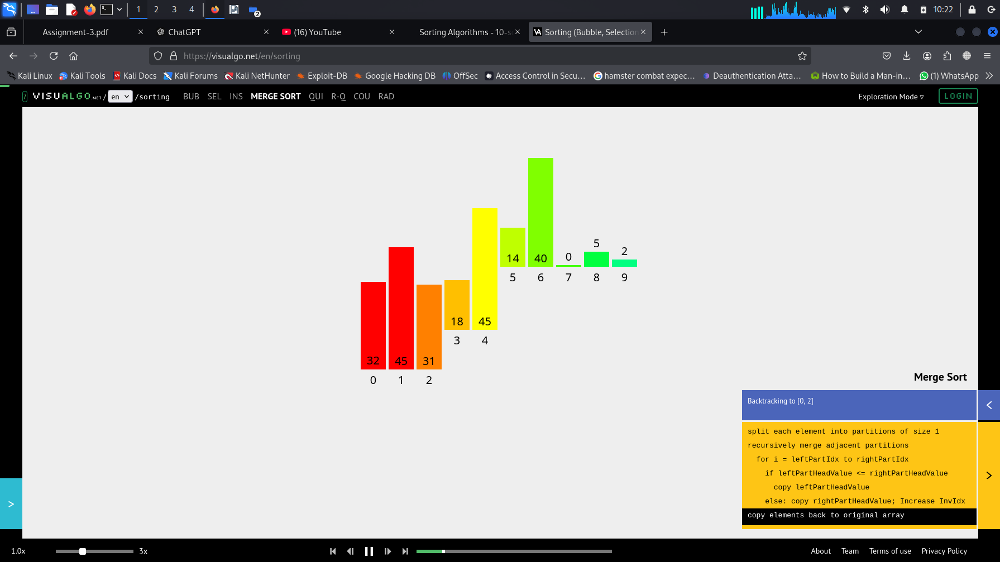 1 2 3 4 2 10:22
Assignment-3.pdf ChatGPT (16) YouTube Sorting Algorithms - 10-s Sorting (Bubble, Selection
https://visualgo.net/en/sorting
Kali Linux Kali Tools Kali Docs Kali Forums Kali NetHunter Exploit-DB Google Hacking DB OffSec Access Control in Secu... hamster combat expec... Deauthentication Atta... How to Build a Man-in... (1) WhatsApp
7 VISUALGO.NET / en /sorting BUB SEL INS MERGE SORT QUI R-Q COU RAD Exploration Mode ▿ LOGIN
5 2
14 40 0
5 6 7 8 9
18 45
3 4
32 45 31
0 1 2
Merge Sort
Backtracking to [0, 2]
split each element into partitions of size 1
recursively merge adjacent partitions
for i = leftPartIdx to rightPartIdx
if leftPartHeadValue <= rightPartHeadValue
copy leftPartHeadValue
else: copy rightPartHeadValue; Increase InvIdx
copy elements back to original array
1.0x 3x About Team Terms of use Privacy Policy